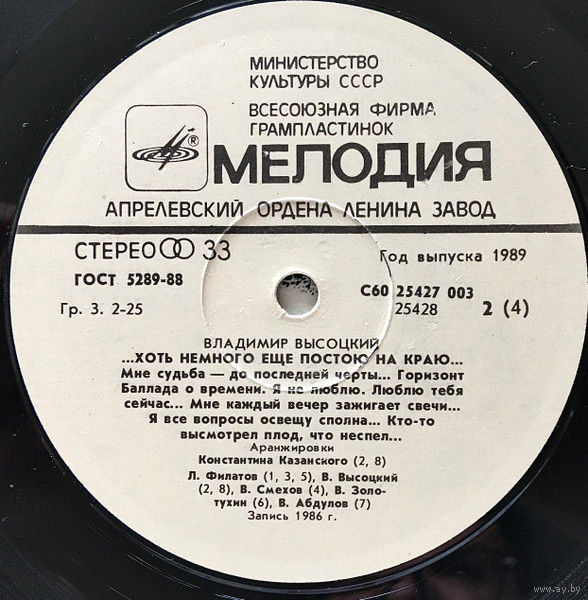 МИНИСТЕРСТВО
КУЛЬТУРЫ СССР
ВСЕСОЮЗНАЯ ФИРМА
ГРАМПЛАСТИНОК
®
МЕЛОДИЯ
АПРЕЛЕВСКИЙ ОРДЕНА ЛЕНИНА ЗАВОД
СТЕРЕО 33
Год выпуска 1989
ГОСТ 5289-88
С60 25427 003
Гр. 3. 2-25
25428 2 (4)
ВЛАДИМИР ВЫСОЦКИЙ
...ХОТЬ НЕМНОГО ЕЩЕ ПОСТОЮ НА КРАЮ...
Мне судьба — до последней черты... Горизонт
Баллада о времени. Я не люблю. Люблю тебя
сейчас... Мне каждый вечер зажигает свечи...
Я все вопросы освещу сполна... Кто-то
высмотрел плод, что неспел...
Аранжировки
Константина Казанского (2, 8)
Л. Филатов (1, 3, 5), В. Высоцкий
(2, 8), В. Смехов (4), В. Золо-
тухин (6), В. Абдулов (7)
Запись 1986 г.
www.ay.by